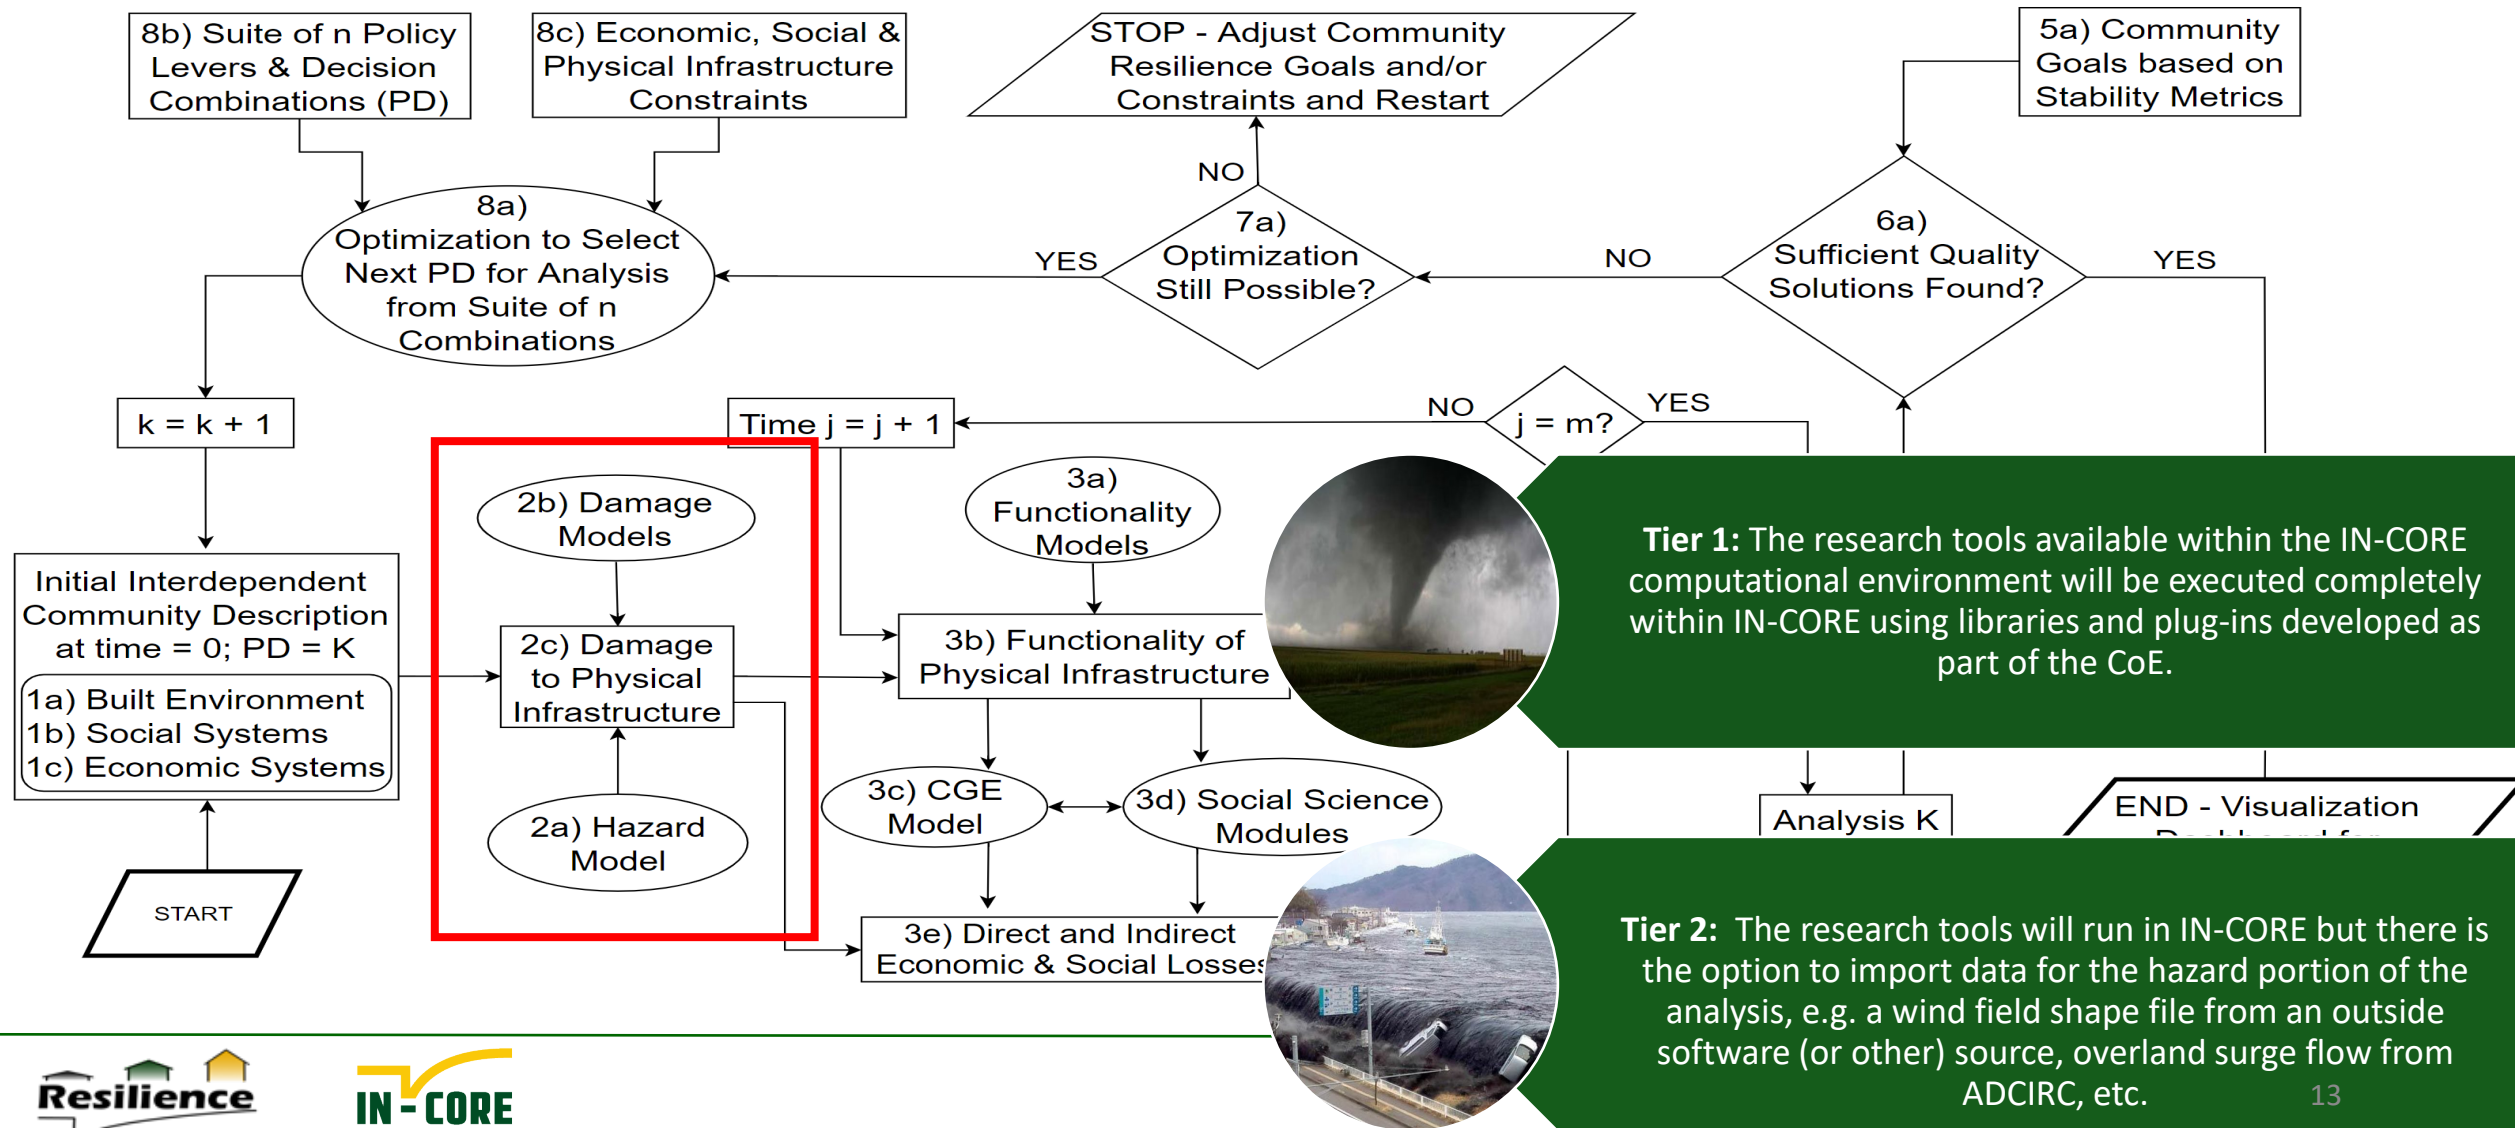 8b) Suite of n Policy
Levers & Decision
Combinations (PD)
8c) Economic, Social &
Physical Infrastructure
Constraints
STOP - Adjust Community
Resilience Goals and/or
Constraints and Restart
5a) Community
Goals based on
Stability Metrics
NO
8a)
Optimization to Select
Next PD for Analysis
from Suite of n
Combinations
YES
7a)
Optimization
Still Possible?
NO
6a)
Sufficient Quality
Solutions Found?
YES
k = k + 1
Time j = j + 1
NO
j = m?
YES
2b) Damage
Models
3a)
Functionality
Models
Initial Interdependent
Community Description
at time = 0; PD = K
1a) Built Environment
1b) Social Systems
1c) Economic Systems
2c) Damage
to Physical
Infrastructure
3b) Functionality of
Physical Infrastructure
Tier 1: The research tools available within the IN-CORE
computational environment will be executed completely
within IN-CORE using libraries and plug-ins developed as
part of the CoE.
2a) Hazard
Model
3c) CGE
Model
3d) Social Science
Modules
Analysis K
END - Visualization
START
3e) Direct and Indirect
Economic & Social Losses
Tier 2: The research tools will run in IN-CORE but there is
the option to import data for the hazard portion of the
analysis, e.g. a wind field shape file from an outside
software (or other) source, overland surge flow from
ADCIRC, etc.
13
Resilience
IN-CORE